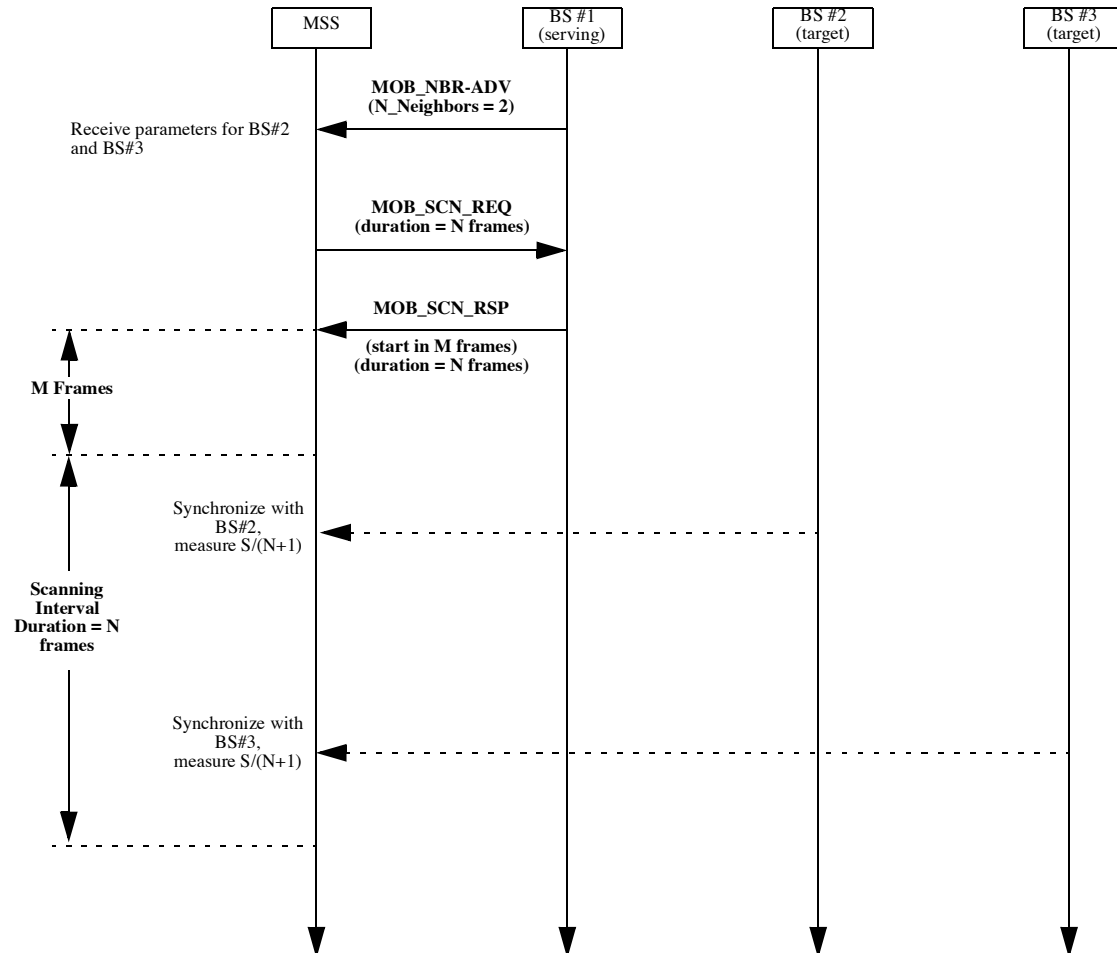 MSS
BS #1
(serving)
BS #2
(target)
BS #3
(target)
MOB_NBR-ADV
(N_Neighbors = 2)
Receive parameters for BS#2
and BS#3
MOB_SCN_REQ
(duration = N frames)
MOB_SCN_RSP
(start in M frames)
(duration = N frames)
M Frames
Synchronize with
BS#2,
measure S/(N+1)
Scanning
Interval
Duration = N
frames
Synchronize with
BS#3,
measure S/(N+1)